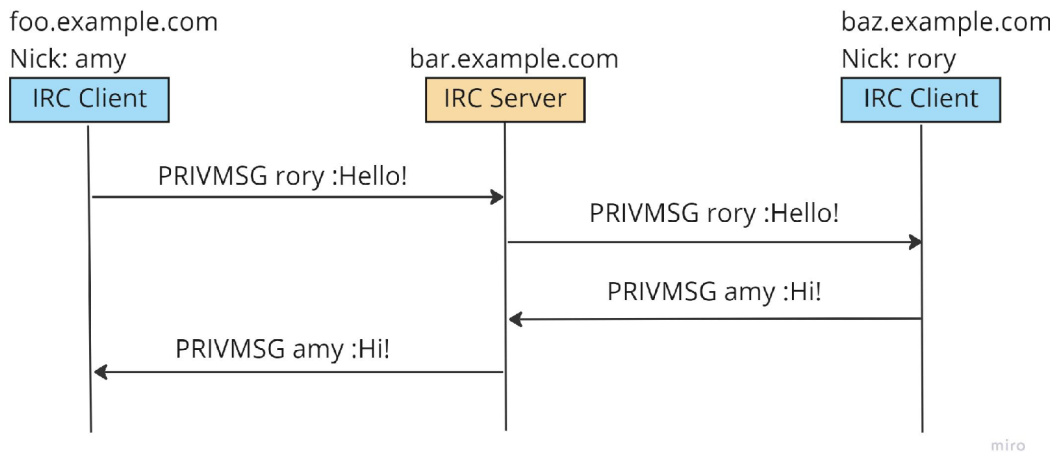 foo.example.com
Nick: amy
IRC Client
bar.example.com
IRC Server
baz.example.com
Nick: rory
IRC Client
PRIVMSG rory :Hello!
PRIVMSG rory :Hello!
PRIVMSG amy :Hi!
PRIVMSG amy :Hi!
miro